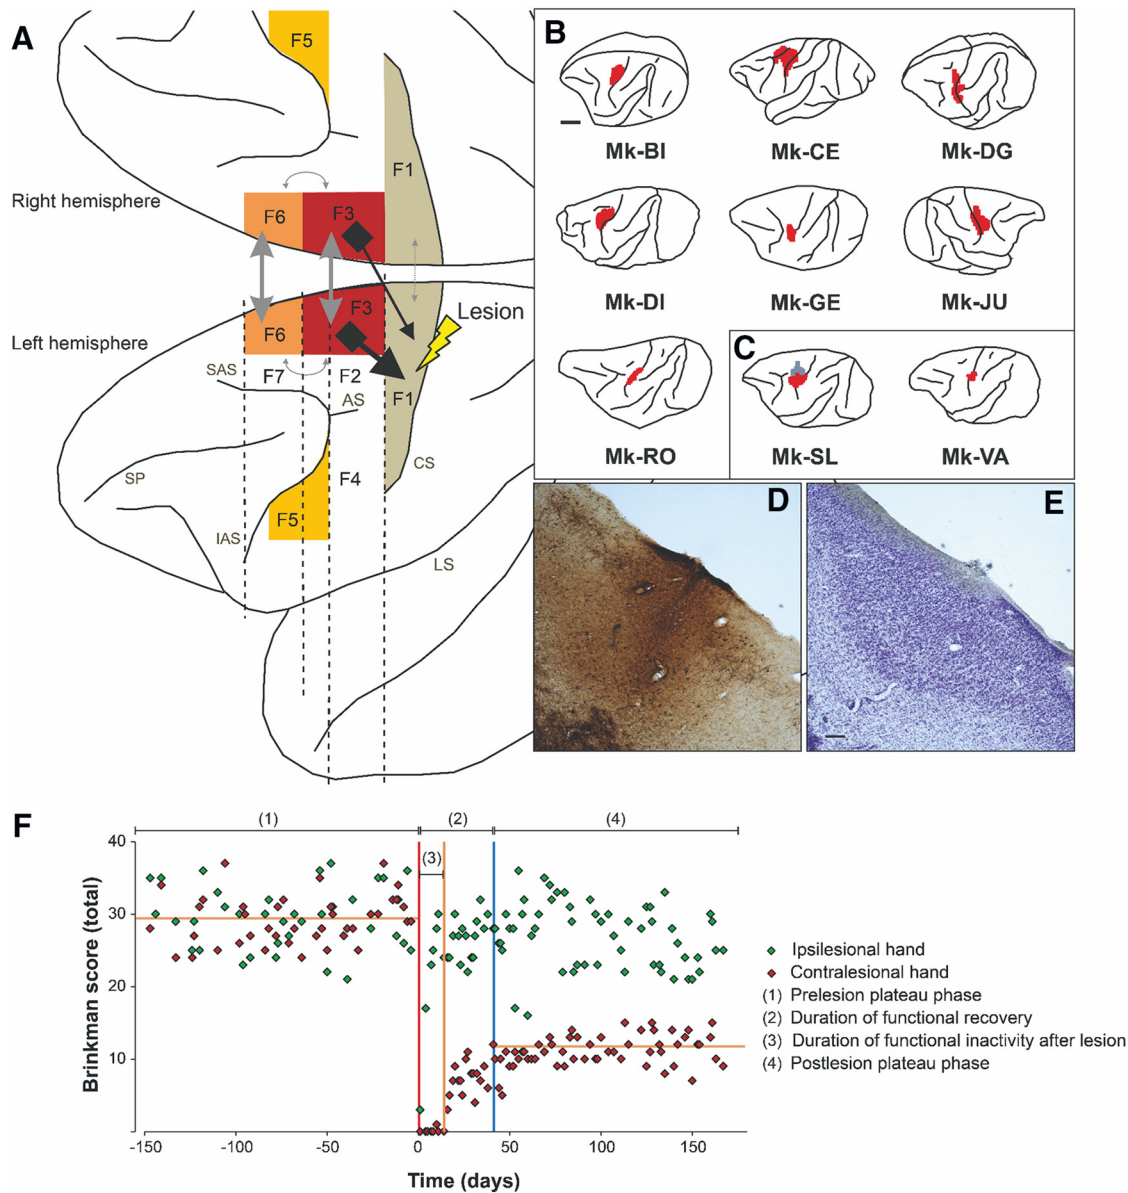 A
F5
Right hemisphere
F6
F3
F1
Left hemisphere
F6
F3
Lesion
SAS
F7
F2
AS
F1
SP
F4
CS
F5
IAS
LS
B
Mk-BI
Mk-CE
Mk-DG
Mk-DI
Mk-GE
Mk-JU
Mk-RO
C
Mk-SL
Mk-VA
D
E
F
(1)
(2)
(4)
(3)
Brinkman score (total)
40
30
20
10
-150
-100
-50
0
50
100
150
Time (days)
Ipsilesional hand
Contralesional hand
(1) Prelesion plateau phase
(2) Duration of functional recovery
(3) Duration of functional inactivity after lesion
(4) Postlesion plateau phase